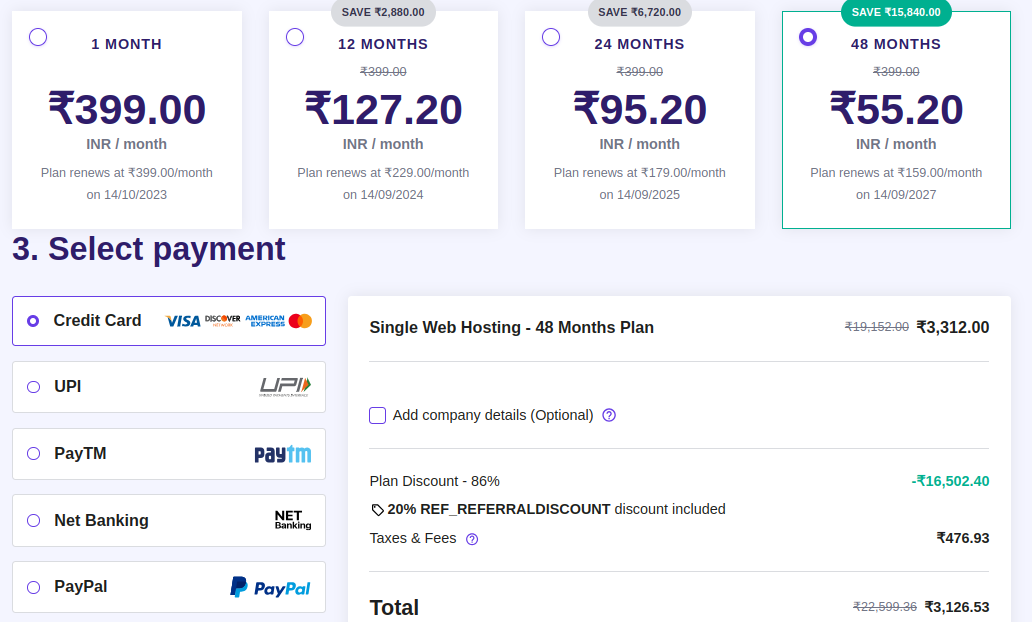 1 MONTH
₹399.00
INR / month
Plan renews at ₹399.00/month
on 14/10/2023
SAVE ₹2,880.00
12 MONTHS
₹399.00
₹127.20
INR / month
Plan renews at ₹229.00/month
on 14/09/2024
SAVE ₹6,720.00
24 MONTHS
₹399.00
₹95.20
INR / month
Plan renews at ₹179.00/month
on 14/09/2025
SAVE ₹15,840.00
48 MONTHS
₹399.00
₹55.20
INR / month
Plan renews at ₹159.00/month
on 14/09/2027
3. Select payment
Credit Card VISA DISCOVER NETWORK AMERICAN EXPRESS
UPI UPI
PayTM paytm
Net Banking NET Banking
PayPal PayPal
Single Web Hosting - 48 Months Plan ₹19,152.00 ₹3,312.00
Add company details (Optional) ?
Plan Discount - 86% -₹16,502.40
20% REF_REFERRALDISCOUNT discount included
Taxes & Fees ? ₹476.93
Total ₹22,599.36 ₹3,126.53